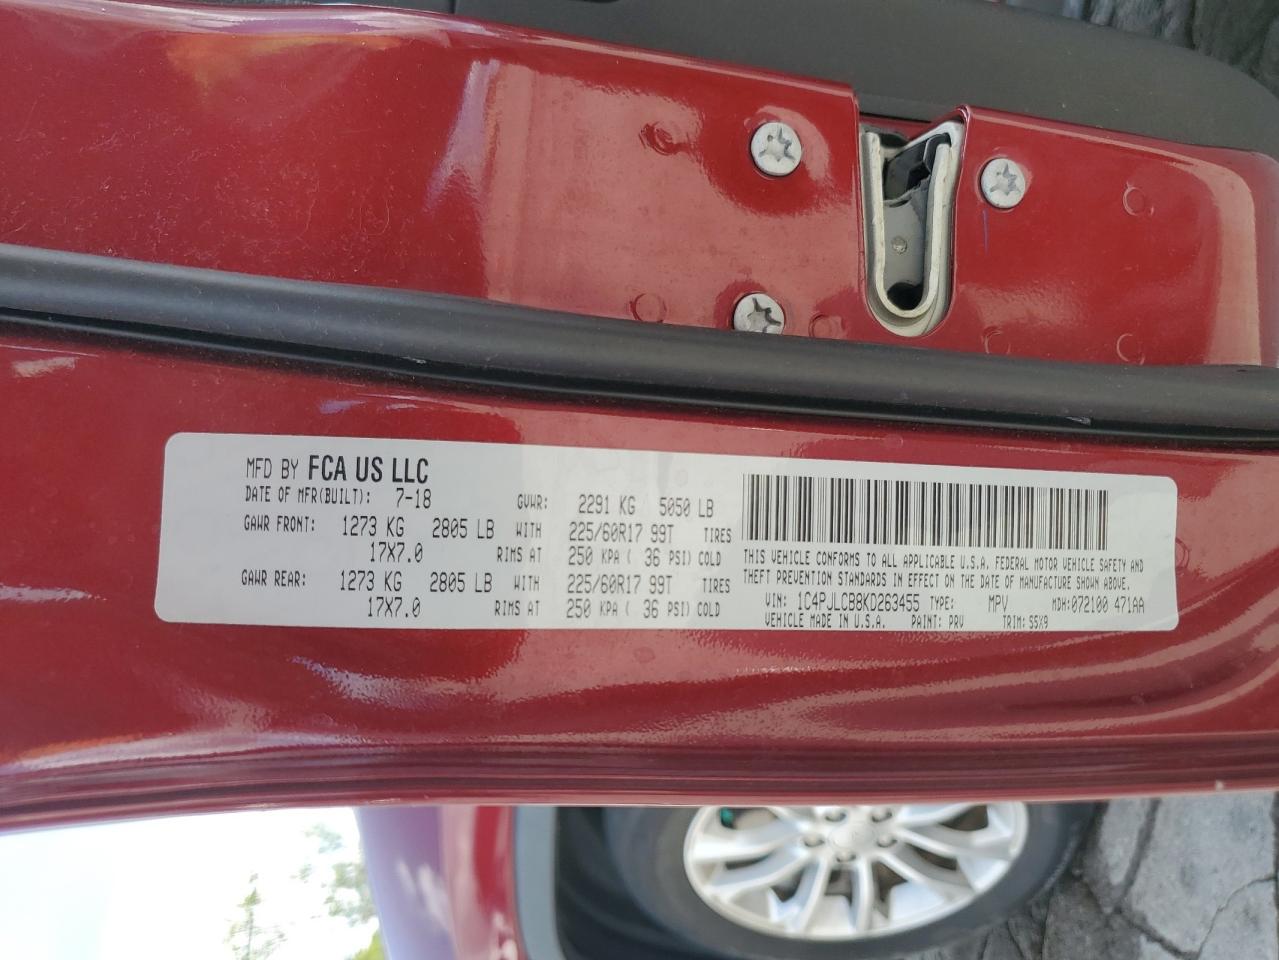 MFD BY FCA US LLC
DATE OF MFR(BUILT): 7-18 GVWR: 2291 KG 5050 LB
GAWR FRONT: 1273 KG 2805 LB WITH 225/60R17 99T TIRES
17X7.0 RIMS AT 250 KPA ( 36 PSI) COLD
GAWR REAR: 1273 KG 2805 LB WITH 225/60R17 99T TIRES
17X7.0 RIMS AT 250 KPA ( 36 PSI) COLD
THIS VEHICLE CONFORMS TO ALL APPLICABLE U.S.A. FEDERAL MOTOR VEHICLE SAFETY AND
THEFT PREVENTION STANDARDS IN EFFECT ON THE DATE OF MANUFACTURE SHOWN ABOVE.
VIN: 1C4PJLCB8KD263455 TYPE: MPV MDH:072100 471AA
VEHICLE MADE IN U.S.A. PAINT: PRV TRIM: S5X9